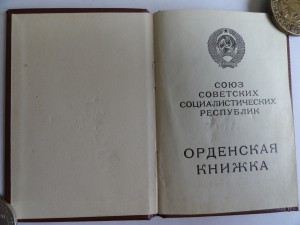 СОЮЗ
СОВЕТСКИХ
СОЦИАЛИСТИЧЕСКИХ
РЕСПУБЛИК
ОРДЕНСКАЯ
КНИЖКА